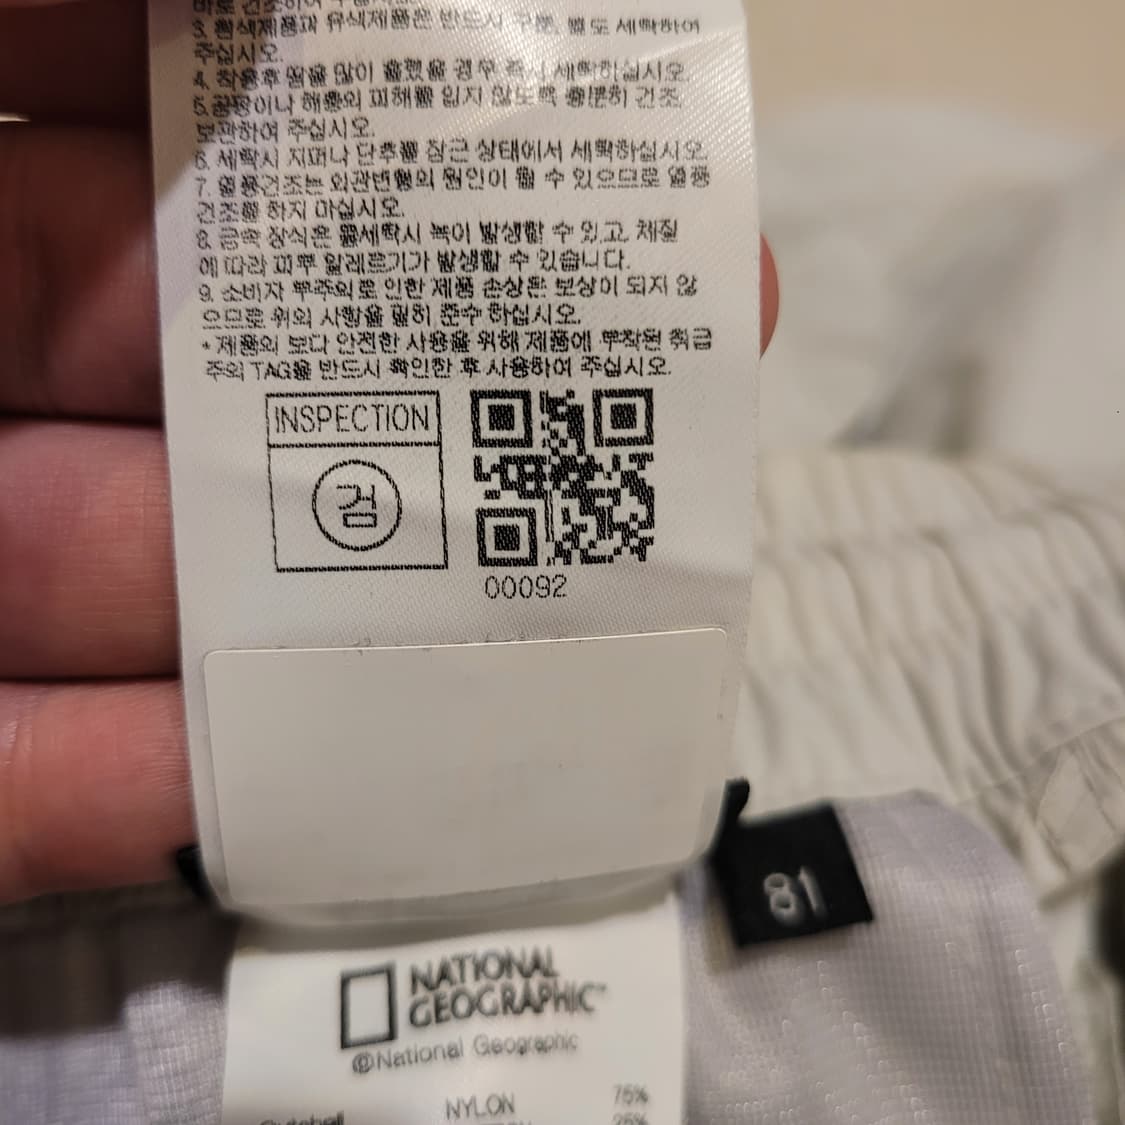 바로 건조하여
3. 흰색제품과 유색제품은 반드시 구분, 별도 세탁하여
주십시오.
4. 착용후 땀을 많이 흘렸을 경우 즉시 세탁하십시오.
5.곰팡이나 해충의 피해를 입지 않도록 충분히 건조,
보관하여 주십시오.
6. 세탁시 지퍼나 단추를 잠근 상태에서 세탁하십시오.
7. 열풍건조는 외관변형의 원인이 될 수 있으므로 열풍
건조를 하지 마십시오.
8. 금속 장식은 물세탁시 녹이 발생할 수 있고, 체질
에 따라 피부 알레르기가 발생할 수 있습니다.
9. 소비자 부주의로 인한 제품 손상은 보상이 되지 않
으므로 위의 사항을 필히 준수 하십시오.
*제품의 보다 안전한 사용을 위해 제품에 부착된 취급
주의 TAG를 반드시 확인한 후 사용하여 주십시오.
INSPECTION
검
00092
81
NATIONAL
GEOGRAPHIC™
©National Geographic
NYLON 75%
25%